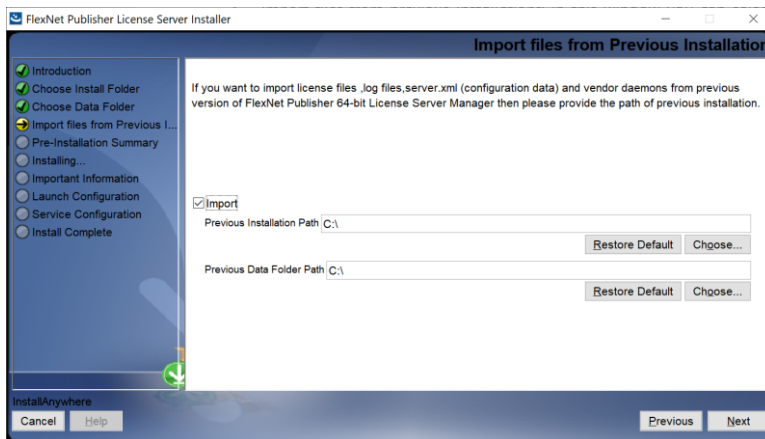 FlexNet Publisher License Server Installer
Import files from Previous Installation
Introduction
Choose Install Folder
Choose Data Folder
Import files from Previous I...
Pre-Installation Summary
Installing...
Important Information
Launch Configuration
Service Configuration
Install Complete
If you want to import license files ,log files,server.xml (configuration data) and vendor daemons from previous
version of FlexNet Publisher 64-bit License Server Manager then please provide the path of previous installation.
Import
Previous Installation Path C:\
Restore Default Choose...
Previous Data Folder Path C:\
Restore Default Choose...
InstallAnywhere
Cancel Help Previous Next